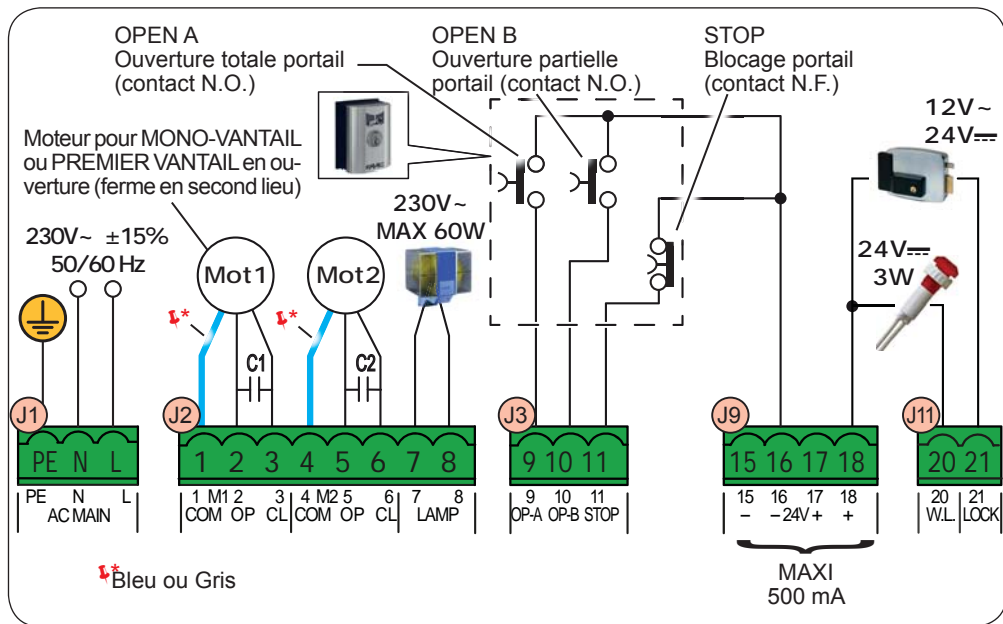 OPEN A
Ouverture totale portail
(contact N.O.)
OPEN B
Ouverture partielle
portail (contact N.O.)
STOP
Blocage portail
(contact N.F.)
12V~
24V
Moteur pour MONO-VANTAIL
ou PREMIER VANTAIL en ou-
verture (ferme en second lieu)
230V~
MAX 60W
24V
3W
230V~ ±15%
50/60 Hz
Mot1
Mot2
*
*
C1
C2
J1
J2
J3
J9
J11
PE N L
1 2 3 4 5 6 7 8
9 10 11
15 16 17 18
20 21
PE N L
AC MAIN
1 M1 2 3 4 M2 5 6 7 8
COM OP CL COM OP CL LAMP
9 10 11
OP-A OP-B STOP
15 16 17 18
– –24V+ +
20 21
W.L. LOCK
*Bleu ou Gris
MAXI
500 mA